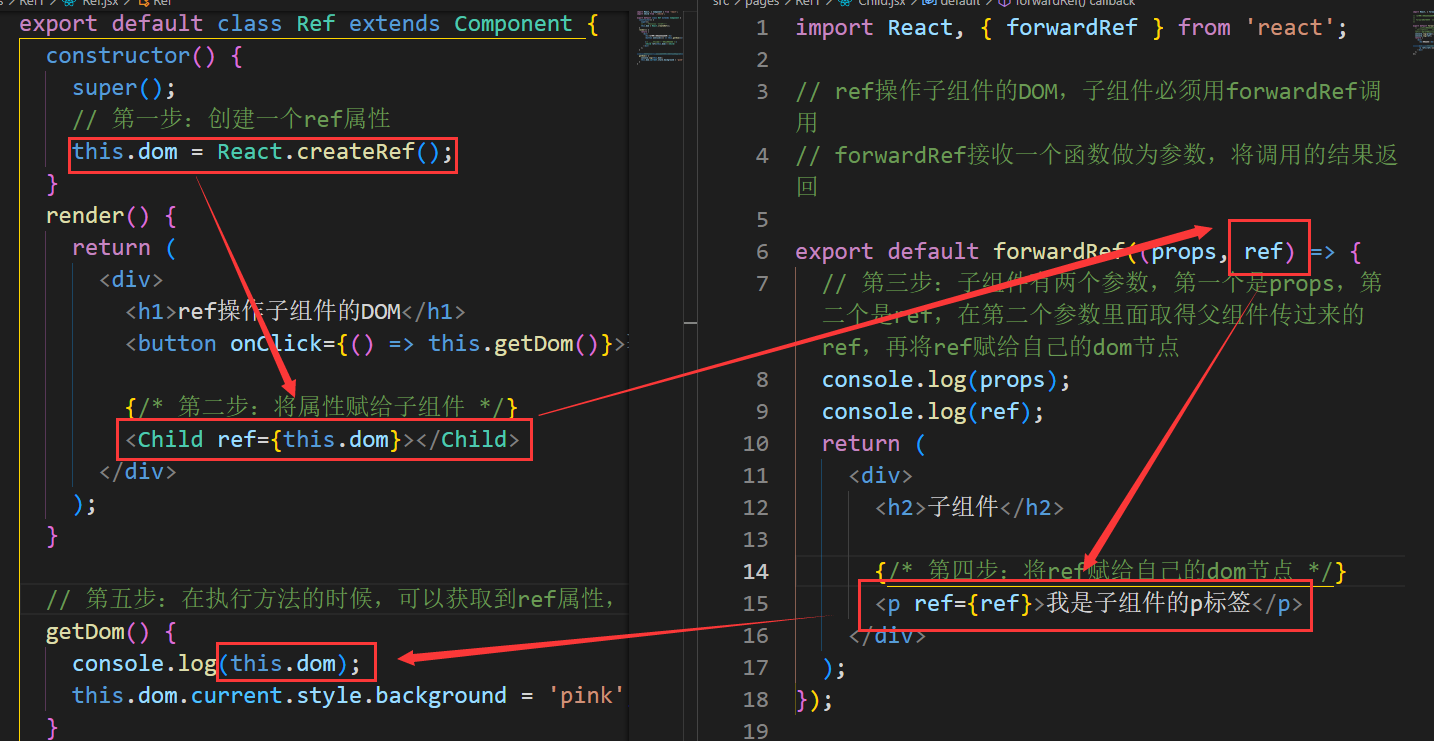 Ref1 > Ref.jsx > Ref
export default class Ref extends Component {
constructor() {
super();
// 第一步：创建一个ref属性
this.dom = React.createRef();
}
render() {
return (
<div>
<h1>ref操作子组件的DOM</h1>
<button onClick={() => this.getDom()}>
{/* 第二步：将属性赋给子组件 */}
<Child ref={this.dom}></Child>
</div>
);
}
// 第五步：在执行方法的时候，可以获取到ref属性，
getDom() {
console.log(this.dom);
this.dom.current.style.background = 'pink'
}
src > pages > Ref1 > Child.jsx > default > forwardRef() callback
1 import React, { forwardRef } from 'react';
2
3 // ref操作子组件的DOM，子组件必须用forwardRef调
用
4 // forwardRef接收一个函数做为参数，将调用的结果返
回
5
6 export default forwardRef((props, ref) => {
7 // 第三步：子组件有两个参数，第一个是props，第
二个是ref，在第二个参数里面取得父组件传过来的
ref，再将ref赋给自己的dom节点
8 console.log(props);
9 console.log(ref);
10 return (
11 <div>
12 <h2>子组件</h2>
13
14 {/* 第四步：将ref赋给自己的dom节点 */}
15 <p ref={ref}>我是子组件的p标签</p>
16 </div>
17 );
18 });
19